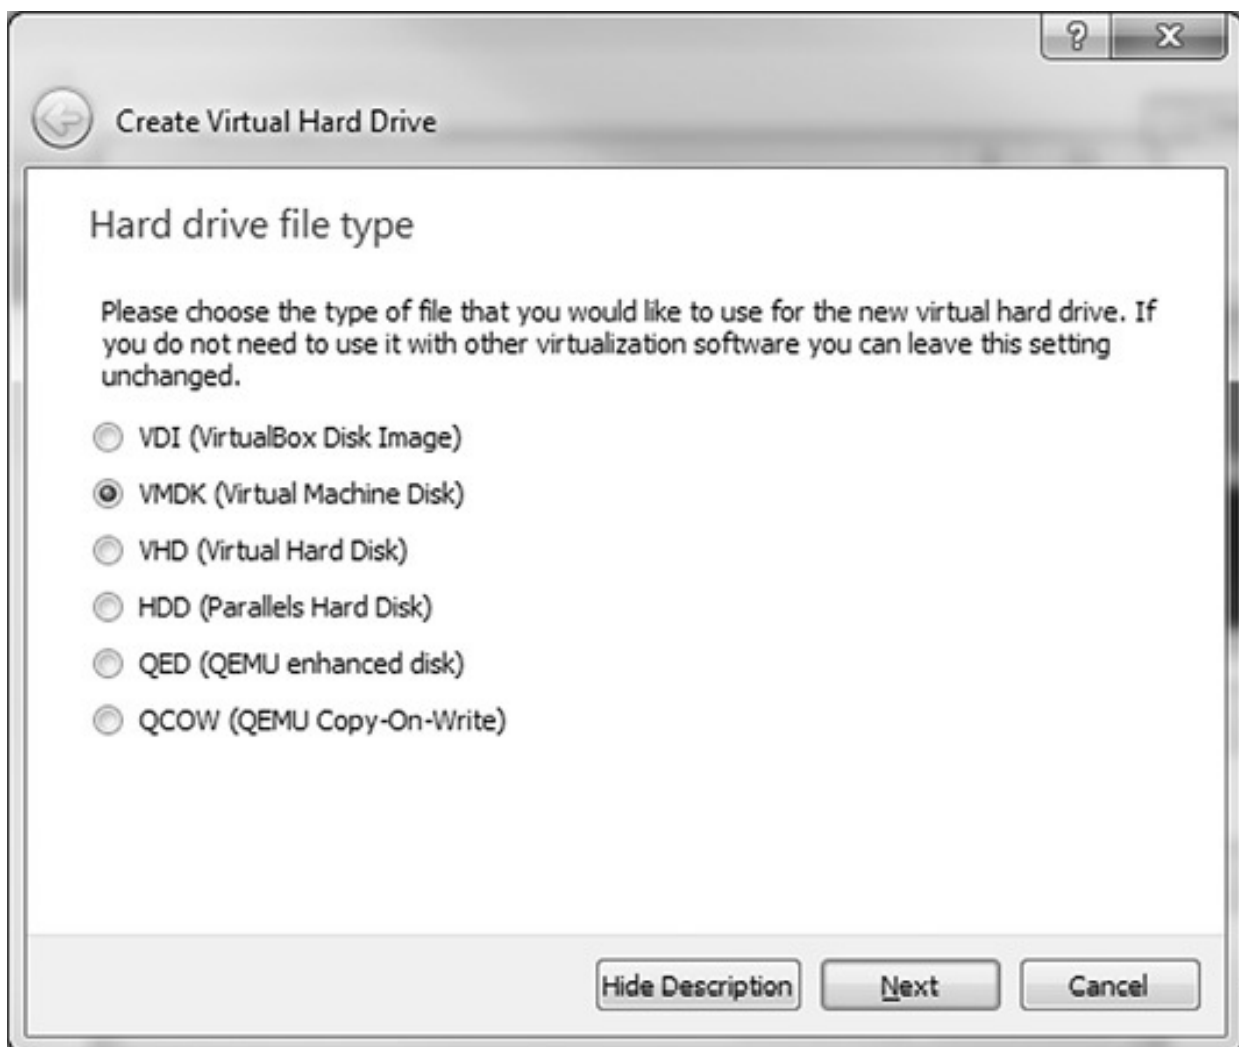 Create Virtual Hard Drive
Hard drive file type
Please choose the type of file that you would like to use for the new virtual hard drive. If
you do not need to use it with other virtualization software you can leave this setting
unchanged.
VDI (VirtualBox Disk Image)
VMDK (Virtual Machine Disk)
VHD (Virtual Hard Disk)
HDD (Parallels Hard Disk)
QED (QEMU enhanced disk)
QCOW (QEMU Copy-On-Write)
Hide Description Next Cancel